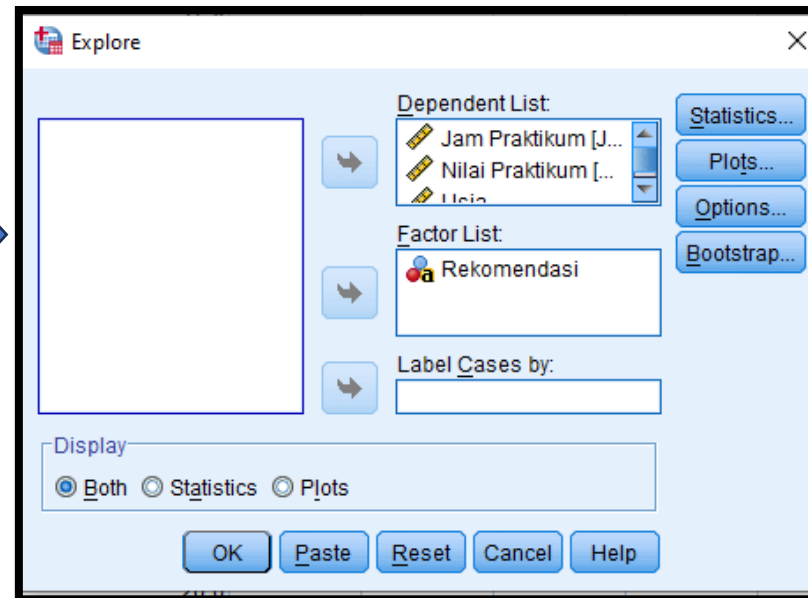 Explore
Dependent List:
Jam Praktikum [J...
Nilai Praktikum [...
Usia
Factor List:
Rekomendasi
Label Cases by:
Statistics...
Plots...
Options...
Bootstrap...
Display
Both Statistics Plots
OK Paste Reset Cancel Help